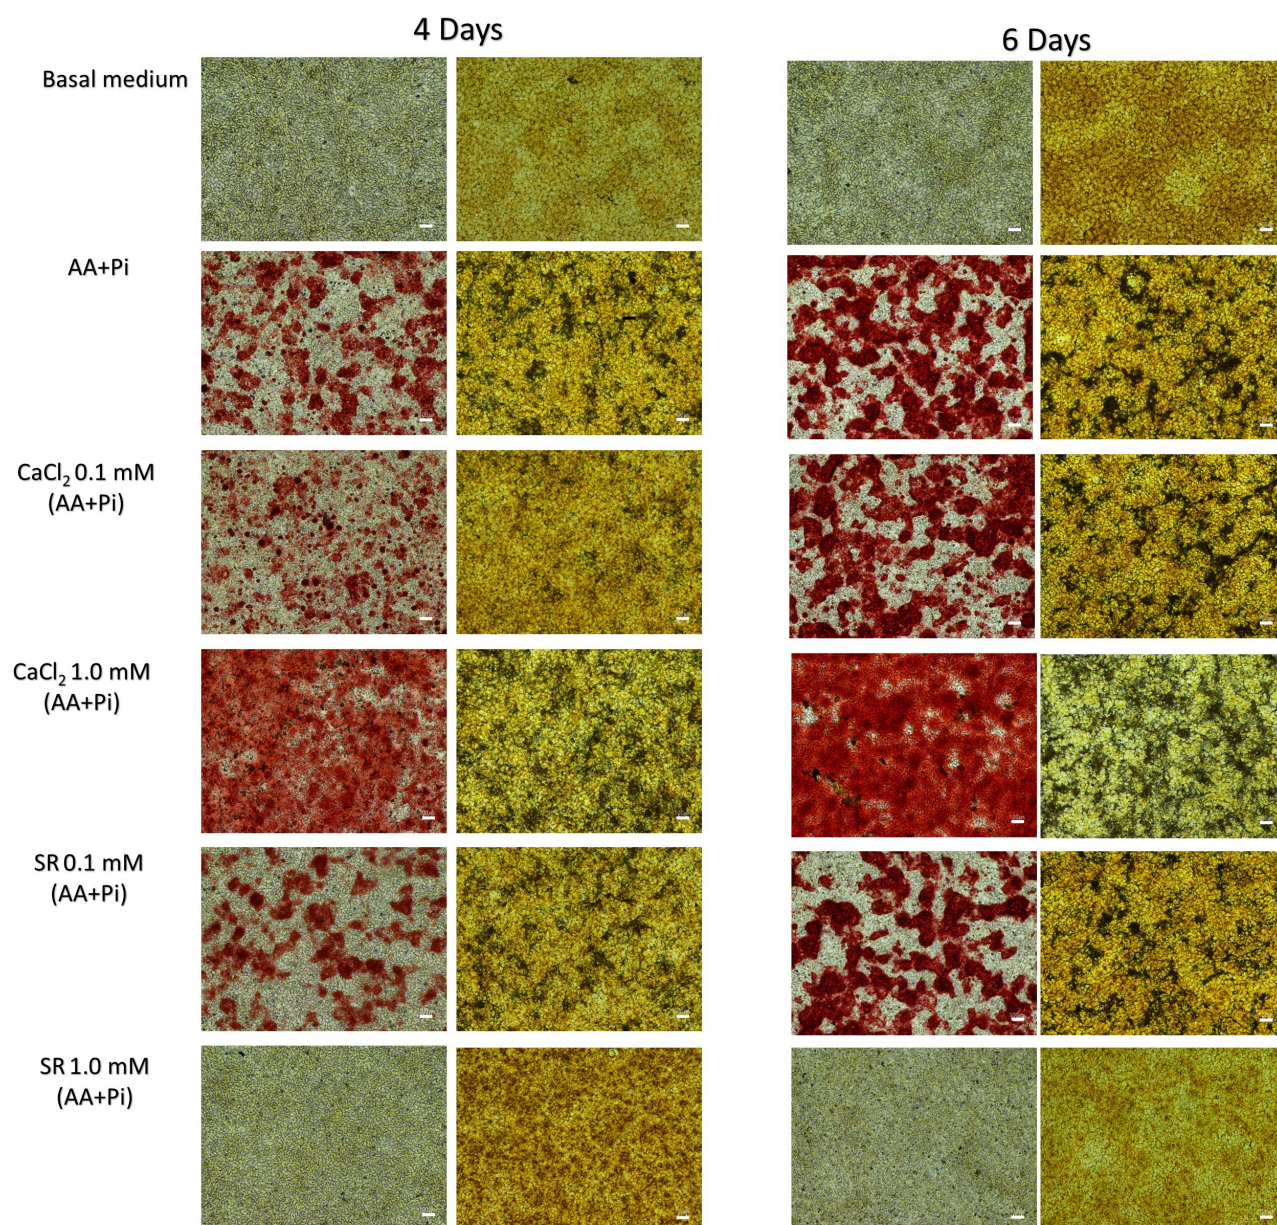 4 Days
6 Days
Basal medium
AA+Pi
CaCl₂ 0.1 mM
(AA+Pi)
CaCl₂ 1.0 mM
(AA+Pi)
SR 0.1 mM
(AA+Pi)
SR 1.0 mM
(AA+Pi)